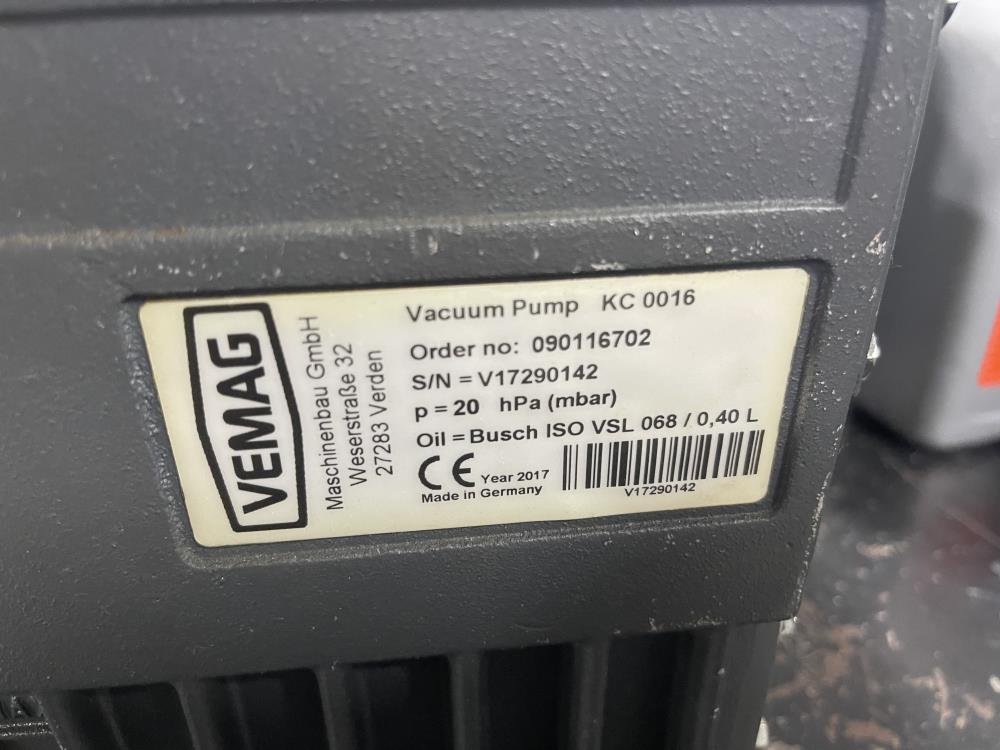 VEMAG
Maschinenbau GmbH
Weserstraße 32
27283 Verden
Vacuum Pump KC 0016
Order no: 090116702
S/N = V17290142
p = 20 hPa (mbar)
Oil = Busch ISO VSL 068 / 0,40 L
CE Year 2017
Made in Germany
V17290142